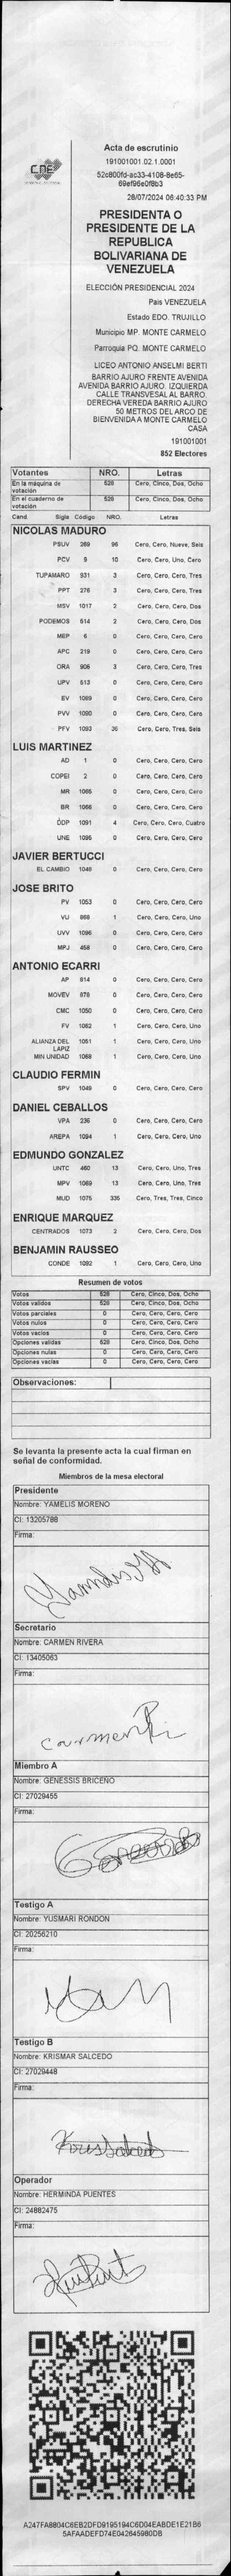 CNE
Acta de escrutinio
191001001.02.1.0001
52c800fd-ac33-4108-8e65-
69ef96e0f8b3
28/07/2024 06:40:33 PM
PRESIDENTA O
PRESIDENTE DE LA
REPUBLICA
BOLIVARIANA DE
VENEZUELA
ELECCIÓN PRESIDENCIAL 2024
Pais VENEZUELA
Estado EDO. TRUJILLO
Municipio MP. MONTE CARMELO
Parroquia PQ. MONTE CARMELO
LICEO ANTONIO ANSELMI BERTI
BARRIO AJURO FRENTE AVENIDA
AVENIDA BARRIO AJURO. IZQUIERDA
CALLE TRANSVESAL AL BARRO.
DERECHA VEREDA BARRIO AJURO
50 METROS DEL ARCO DE
BIENVENIDA A MONTE CARMELO
CASA
191001001
852 Electores
Votantes NRO. Letras
En la máquina de votación 528 Cero, Cinco, Dos, Ocho
En el cuaderno de votación 528 Cero, Cinco, Dos, Ocho
Cand. Sigla Codigo NRO. Letras
NICOLAS MADURO
PSUV 269 96 Cero, Cero, Nueve, Seis
PCV 9 10 Cero, Cero, Uno, Cero
TUPAMARO 931 3 Cero, Cero, Cero, Tres
PPT 276 3 Cero, Cero, Cero, Tres
MSV 1017 2 Cero, Cero, Cero, Dos
PODEMOS 514 2 Cero, Cero, Cero, Dos
MEP 6 0 Cero, Cero, Cero, Cero
APC 219 0 Cero, Cero, Cero, Cero
ORA 906 3 Cero, Cero, Cero, Tres
UPV 513 0 Cero, Cero, Cero, Cero
EV 1089 0 Cero, Cero, Cero, Cero
PVV 1090 0 Cero, Cero, Cero, Cero
PFV 1093 36 Cero, Cero, Tres, Seis
LUIS MARTINEZ
AD 1 0 Cero, Cero, Cero, Cero
COPEI 2 0 Cero, Cero, Cero, Cero
MR 1065 0 Cero, Cero, Cero, Cero
BR 1066 0 Cero, Cero, Cero, Cero
DDP 1091 4 Cero, Cero, Cero, Cuatro
UNE 1095 0 Cero, Cero, Cero, Cero
JAVIER BERTUCCI
EL CAMBIO 1048 0 Cero, Cero, Cero, Cero
JOSE BRITO
PV 1053 0 Cero, Cero, Cero, Cero
VU 868 1 Cero, Cero, Cero, Uno
UVV 1096 0 Cero, Cero, Cero, Cero
MPJ 458 0 Cero, Cero, Cero, Cero
ANTONIO ECARRI
AP 814 0 Cero, Cero, Cero, Cero
MOVEV 878 0 Cero, Cero, Cero, Cero
CMC 1050 0 Cero, Cero, Cero, Cero
FV 1062 1 Cero, Cero, Cero, Uno
ALIANZA DEL LAPIZ 1051 1 Cero, Cero, Cero, Uno
MIN UNIDAD 1068 1 Cero, Cero, Cero, Uno
CLAUDIO FERMIN
SPV 1049 0 Cero, Cero, Cero, Cero
DANIEL CEBALLOS
VPA 236 0 Cero, Cero, Cero, Cero
AREPA 1094 1 Cero, Cero, Cero, Uno
EDMUNDO GONZALEZ
UNTC 460 13 Cero, Cero, Uno, Tres
MPV 1069 13 Cero, Cero, Uno, Tres
MUD 1075 335 Cero, Tres, Tres, Cinco
ENRIQUE MARQUEZ
CENTRADOS 1073 2 Cero, Cero, Cero, Dos
BENJAMIN RAUSSEO
CONDE 1092 1 Cero, Cero, Cero, Uno
Resumen de votos
Votos 528 Cero, Cinco, Dos, Ocho
Votos validos 528 Cero, Cinco, Dos, Ocho
Votos parciales 0 Cero, Cero, Cero, Cero
Votos nulos 0 Cero, Cero, Cero, Cero
Votos vacios 0 Cero, Cero, Cero, Cero
Opciones validas 528 Cero, Cinco, Dos, Ocho
Opciones nulas 0 Cero, Cero, Cero, Cero
Opciones vacias 0 Cero, Cero, Cero, Cero
Observaciones:
Se levanta la presente acta la cual firman en
señal de conformidad.
Miembros de la mesa electoral
Presidente
Nombre: YAMELIS MORENO
CI: 13205788
Firma:
Secretario
Nombre: CARMEN RIVERA
CI: 13405063
Firma:
Carmen Ri
Miembro A
Nombre: GENESSIS BRICEÑO
CI: 27029455
Firma:
Testigo A
Nombre: YUSMARI RONDON
CI: 20256210
Firma:
Testigo B
Nombre: KRISMAR SALCEDO
CI: 27029448
Firma:
Operador
Nombre: HERMINDA PUENTES
CI: 24882475
Firma:
A247FA8804C6EB2DFD9195194C6D04EABDE1E21B6
5AFAADEFD74E042645980DB